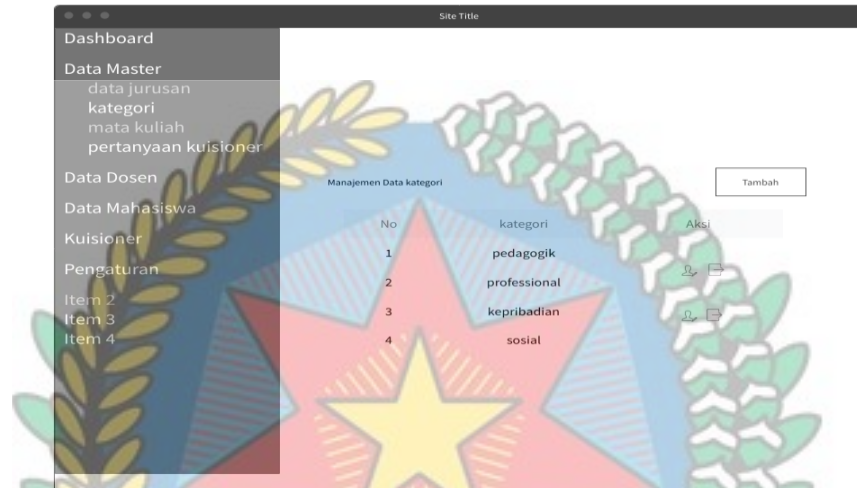 Site Title
Dashboard
Data Master
data jurusan
kategori
mata kuliah
pertanyaan kuisioner
Data Dosen
Data Mahasiswa
Kuisioner
Pengaturan
Item 2
Item 3
Item 4
Manajemen Data kategori
Tambah
No kategori Aksi
1 pedagogik
2 professional
3 kepribadian
4 sosial